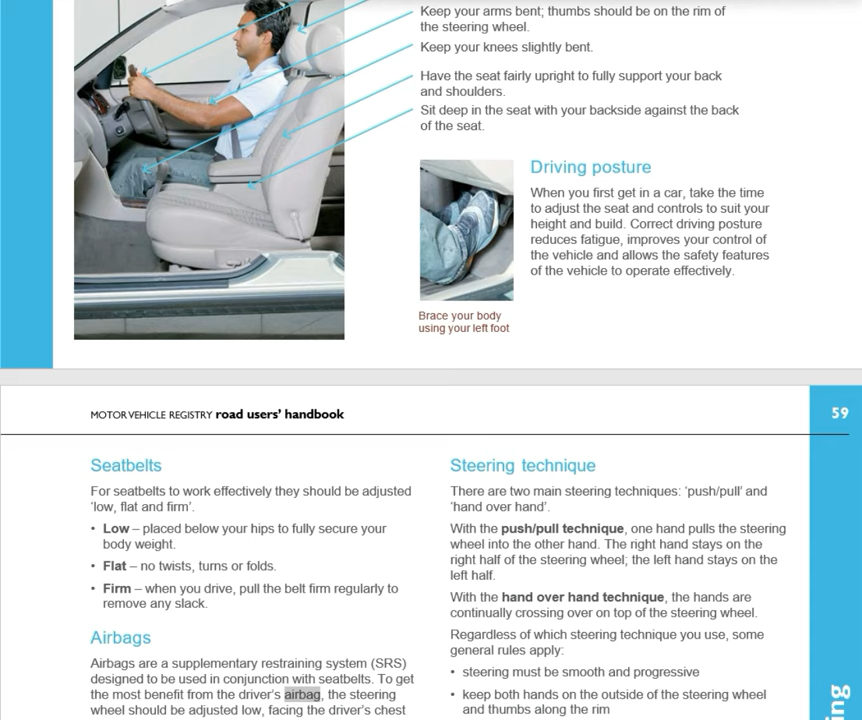 Keep your arms bent; thumbs should be on the rim of
the steering wheel.
Keep your knees slightly bent.
Have the seat fairly upright to fully support your back
and shoulders.
Sit deep in the seat with your backside against the back
of the seat.
Driving posture
When you first get in a car, take the time
to adjust the seat and controls to suit your
height and build. Correct driving posture
reduces fatigue, improves your control of
the vehicle and allows the safety features
of the vehicle to operate effectively.
Brace your body
using your left foot
MOTOR VEHICLE REGISTRY road users' handbook
59
Seatbelts
For seatbelts to work effectively they should be adjusted
'low, flat and firm'.
• Low – placed below your hips to fully secure your
body weight.
• Flat – no twists, turns or folds.
• Firm – when you drive, pull the belt firm regularly to
remove any slack.
Airbags
Airbags are a supplementary restraining system (SRS)
designed to be used in conjunction with seatbelts. To get
the most benefit from the driver's airbag, the steering
wheel should be adjusted low, facing the driver's chest
Steering technique
There are two main steering techniques: 'push/pull' and
'hand over hand'.
With the push/pull technique, one hand pulls the steering
wheel into the other hand. The right hand stays on the
right half of the steering wheel; the left hand stays on the
left half.
With the hand over hand technique, the hands are
continually crossing over on top of the steering wheel.
Regardless of which steering technique you use, some
general rules apply:
• steering must be smooth and progressive
• keep both hands on the outside of the steering wheel
and thumbs along the rim
ing